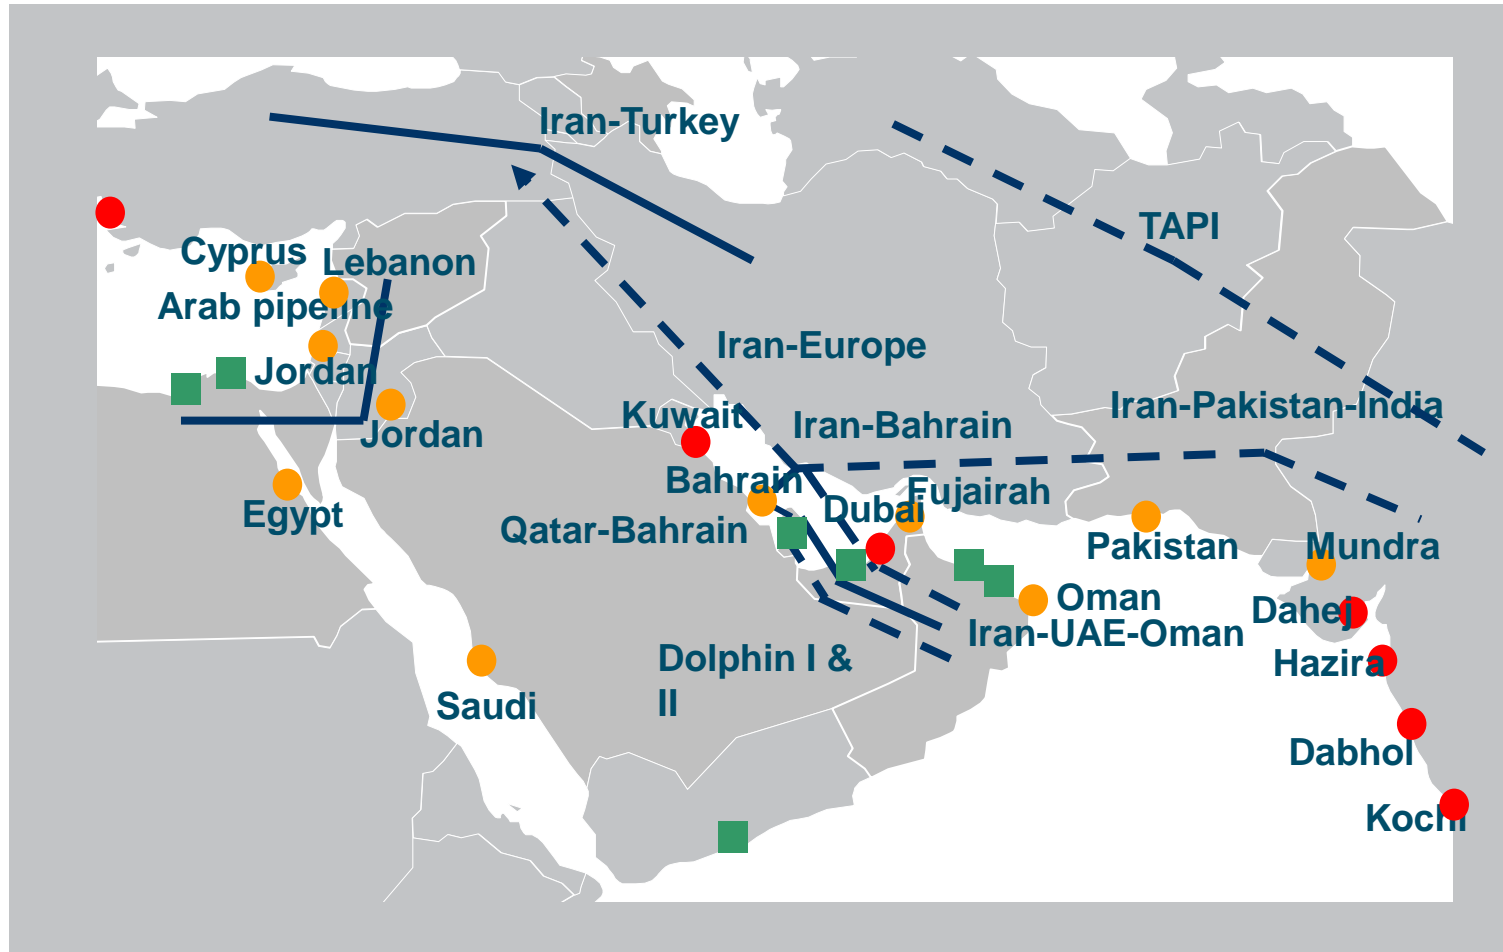 Iran-Turkey
TAPI
Cyprus
Lebanon
Arab pipeline
Iran-Europe
Jordan
Iran-Pakistan-India
Kuwait
Iran-Bahrain
Jordan
Bahrain
Fujairah
Dubai
Egypt
Qatar-Bahrain
Pakistan
Mundra
Oman
Dahej
Iran-UAE-Oman
Dolphin I &
II
Hazira
Saudi
Dabhol
Kochi